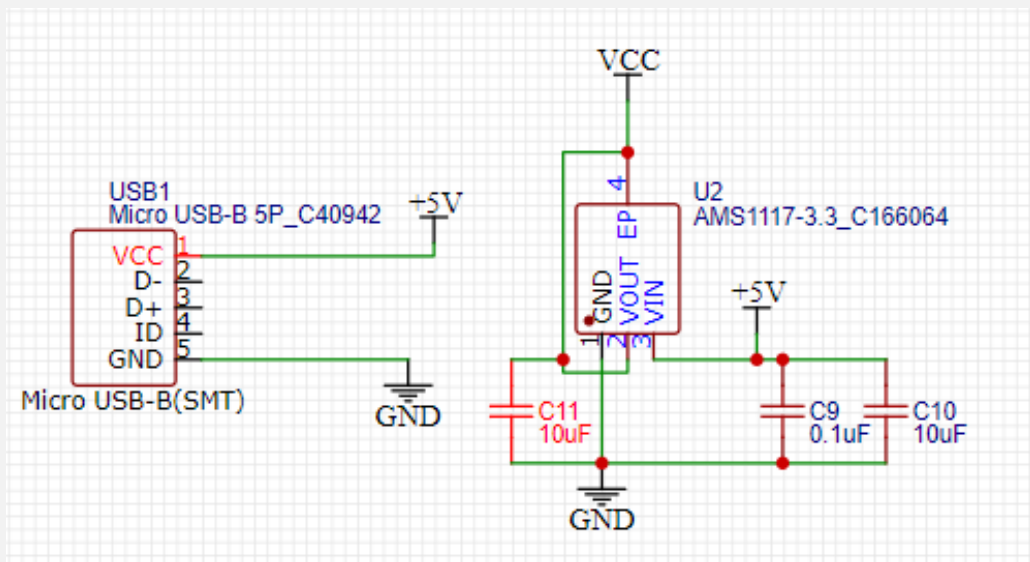 USB1
Micro USB-B 5P_C40942
+5V
VCC
1
D-
2
D+
3
ID
4
GND
5
Micro USB-B(SMT)
GND
VCC
4
EP
U2
AMS1117-3.3_C166064
GND
VOUT
VIN
1
2
3
+5V
C11
10uF
C9
0.1uF
C10
10uF
GND